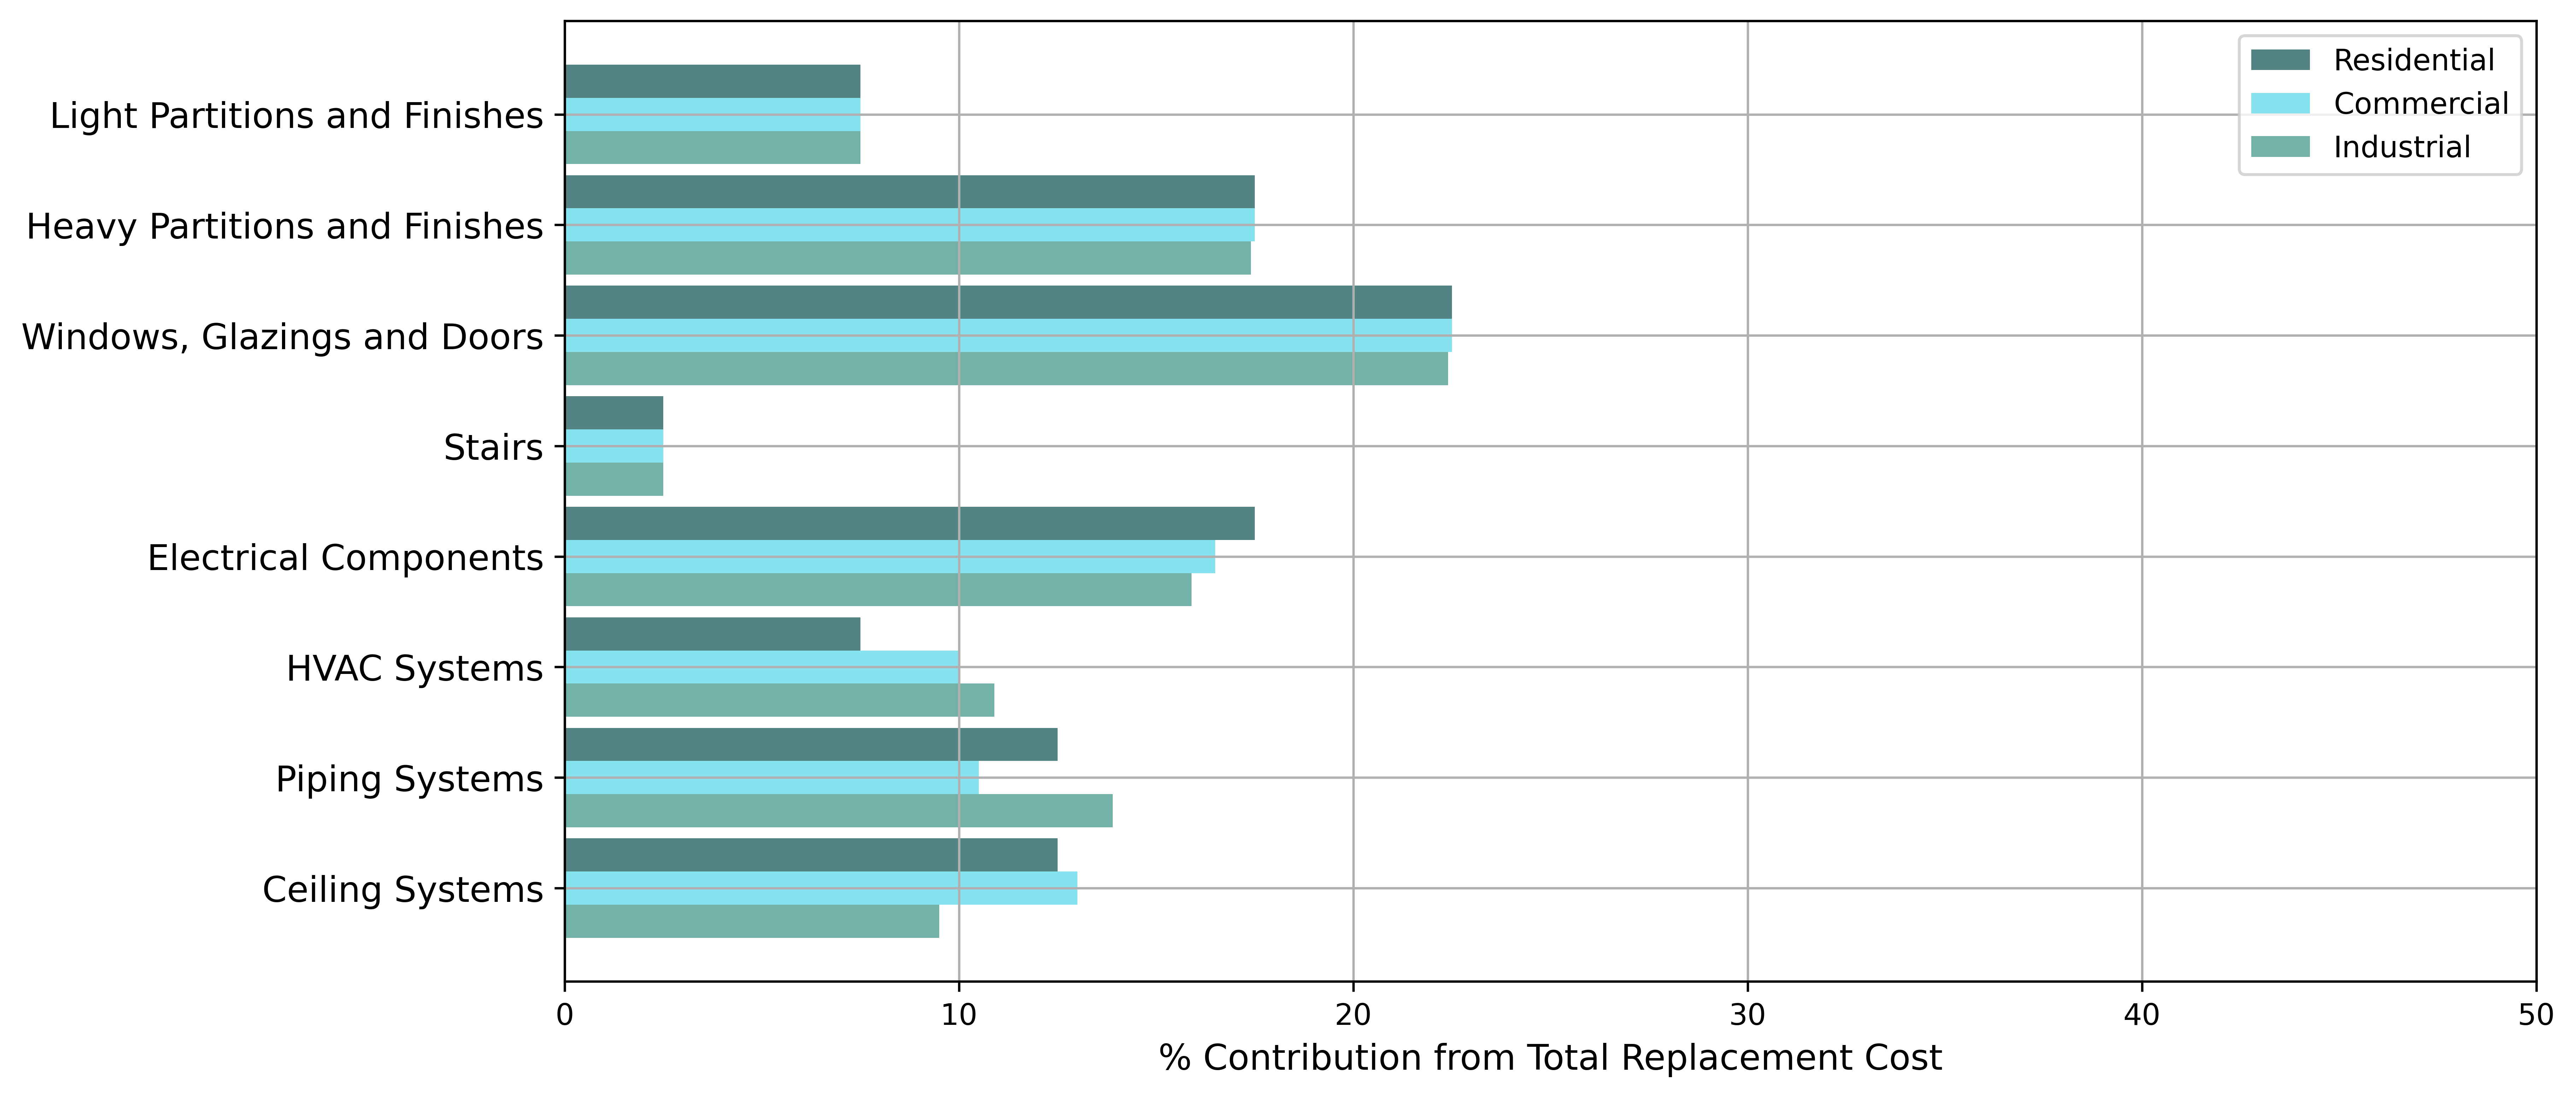 Residential
Commercial
Industrial
Light Partitions and Finishes
Heavy Partitions and Finishes
Windows, Glazings and Doors
Stairs
Electrical Components
HVAC Systems
Piping Systems
Ceiling Systems
0 10 20 30 40 50
% Contribution from Total Replacement Cost